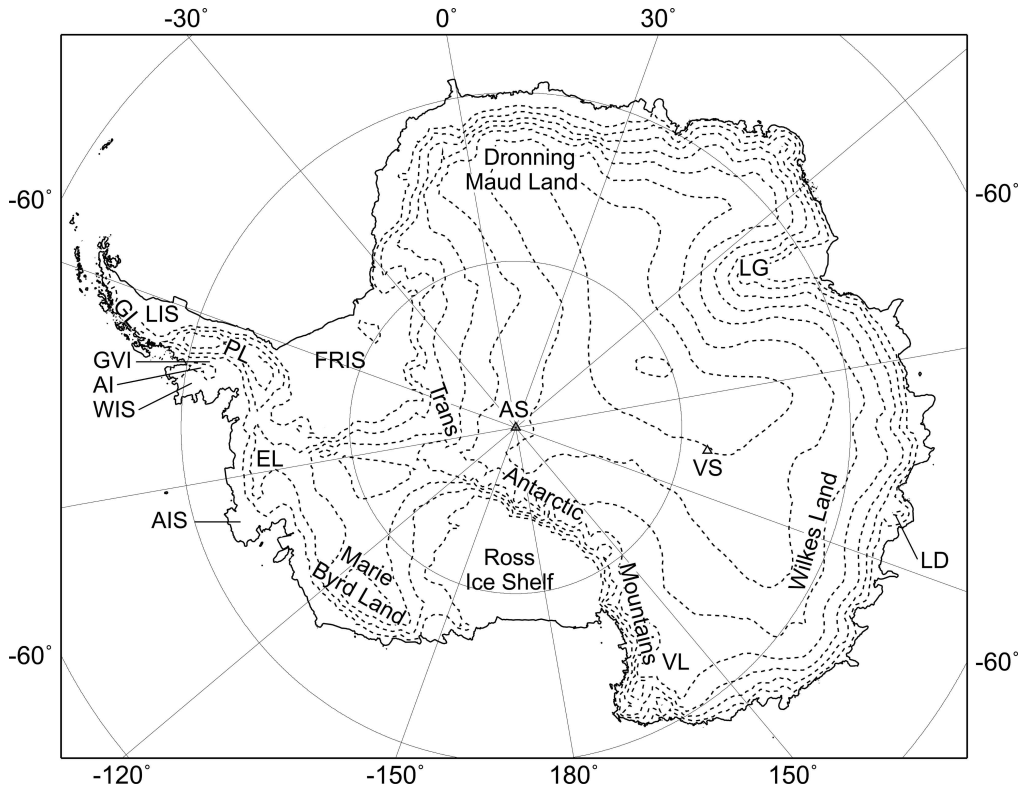 -30° 0° 30°
Dronning
Maud Land
-60° -60°
LG
GL LIS
PL
GVI FRIS
AI
WIS
Trans
AS
EL VS
Antarctic
AIS
Wilkes Land
Ross
Ice Shelf
Marie
Byrd Land
LD
Mountains
VL
-60° -60°
-120° -150° 180° 150°